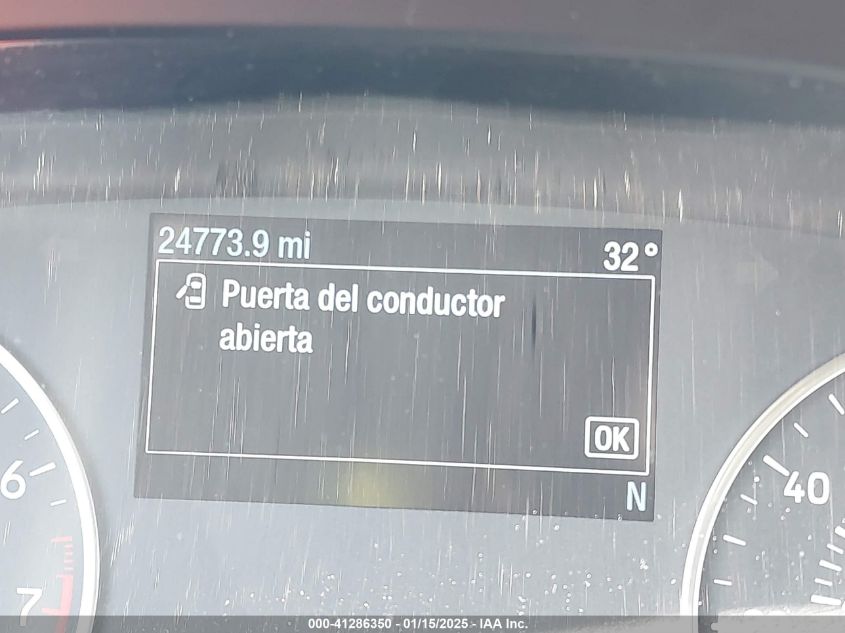 24773.9 mi 32°
Puerta del conductor
abierta
OK
N
6
7
40
000-41286350 - 01/15/2025 - IAA Inc.